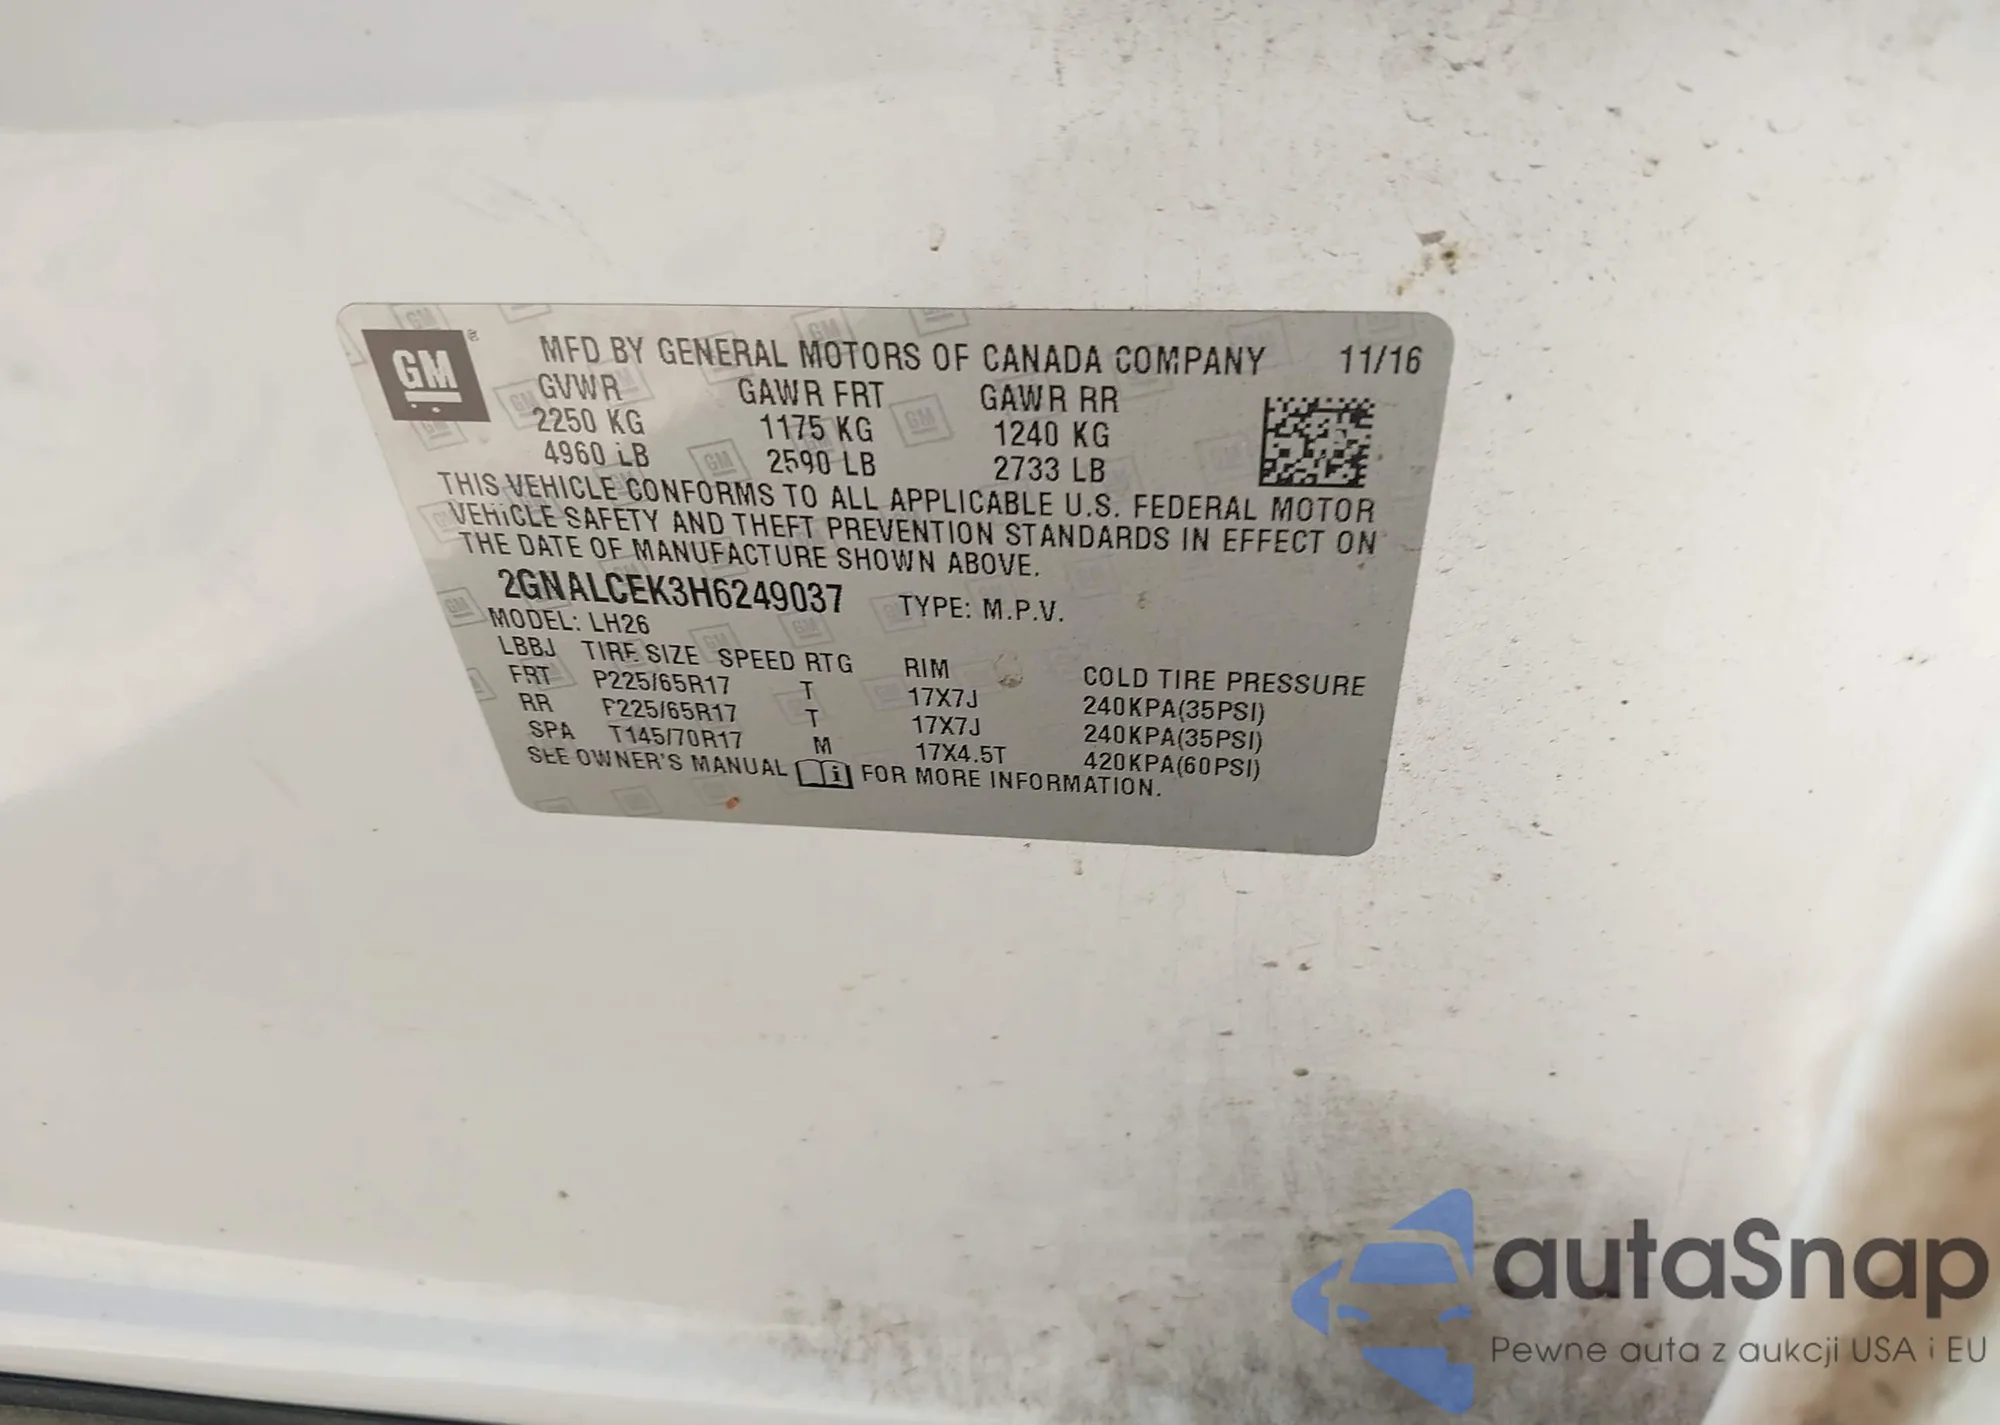 GM ®
MFD BY GENERAL MOTORS OF CANADA COMPANY 11/16
GVWR GAWR FRT GAWR RR
2250 KG 1175 KG 1240 KG
4960 LB 2590 LB 2733 LB
THIS VEHICLE CONFORMS TO ALL APPLICABLE U.S. FEDERAL MOTOR
VEHICLE SAFETY AND THEFT PREVENTION STANDARDS IN EFFECT ON
THE DATE OF MANUFACTURE SHOWN ABOVE.
2GNALCEK3H6249037 TYPE: M.P.V.
MODEL: LH26
LBBJ TIRE SIZE SPEED RTG RIM COLD TIRE PRESSURE
FRT P225/65R17 T 17X7J 240KPA(35PSI)
RR P225/65R17 T 17X7J 240KPA(35PSI)
SPA T145/70R17 M 17X4.5T 420KPA(60PSI)
SEE OWNER'S MANUAL i FOR MORE INFORMATION.
autaSnap
Pewne auta z aukcji USA i EU